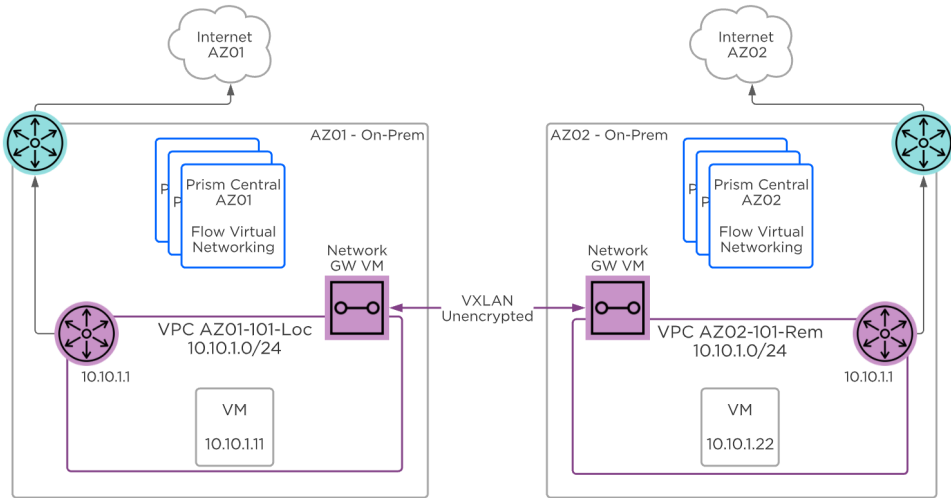 Internet
AZ01
Internet
AZ02
AZ01 - On-Prem
AZ02 - On-Prem
P
P
Prism Central
AZ01
Flow Virtual
Networking
P
P
Prism Central
AZ02
Flow Virtual
Networking
Network
GW VM
Network
GW VM
VXLAN
Unencrypted
VPC AZ01-101-Loc
10.10.1.0/24
VPC AZ02-101-Rem
10.10.1.0/24
10.10.1.1
10.10.1.1
VM
10.10.1.11
VM
10.10.1.22